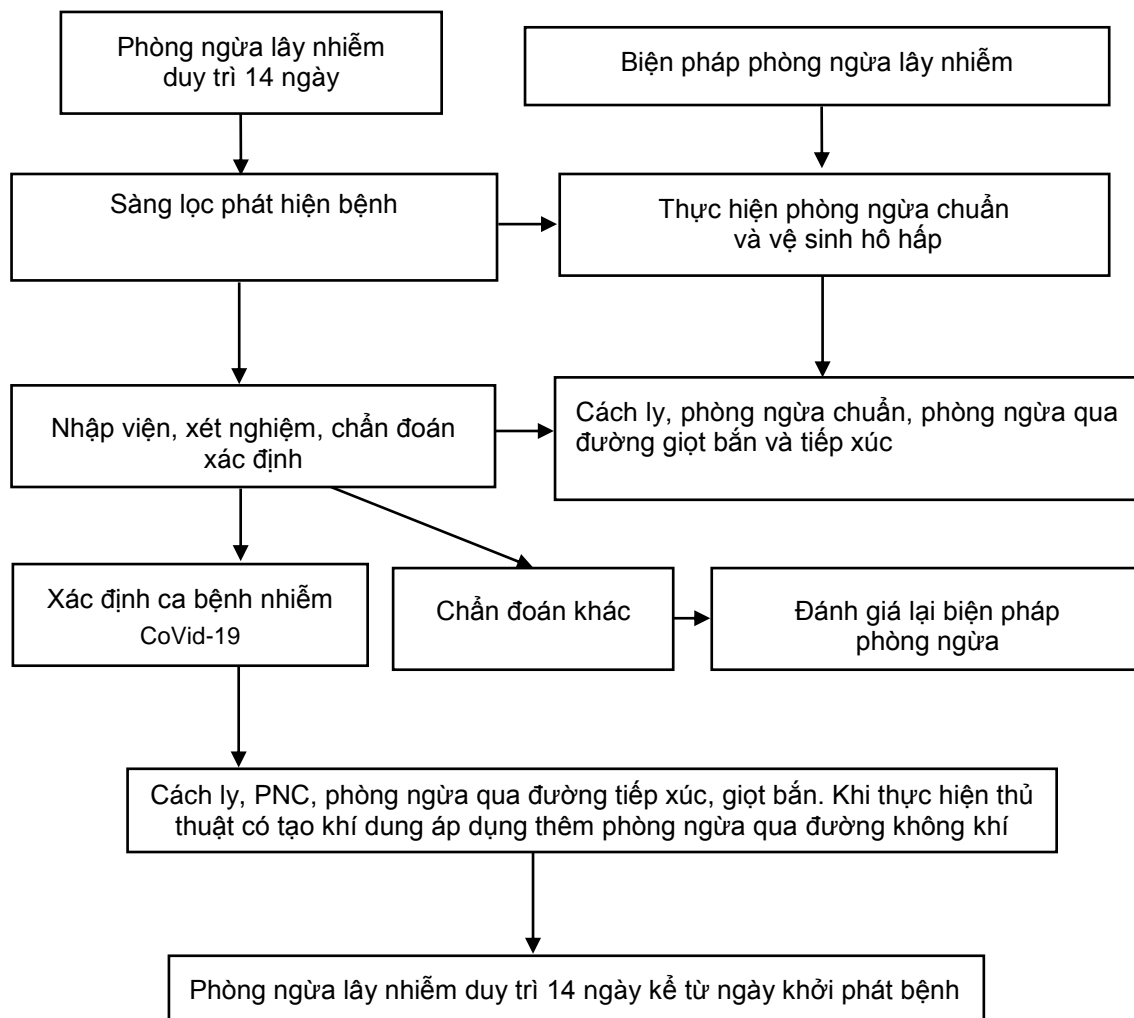 Phòng ngừa lây nhiễm
duy trì 14 ngày
Biện pháp phòng ngừa lây nhiễm
Sàng lọc phát hiện bệnh
Thực hiện phòng ngừa chuẩn
và vệ sinh hô hấp
Nhập viện, xét nghiệm, chẩn đoán
xác định
Cách ly, phòng ngừa chuẩn, phòng ngừa qua
đường giọt bắn và tiếp xúc
Xác định ca bệnh nhiễm
CoVid-19
Chẩn đoán khác
Đánh giá lại biện pháp
phòng ngừa
Cách ly, PNC, phòng ngừa qua đường tiếp xúc, giọt bắn. Khi thực hiện thủ
thuật có tạo khí dung áp dụng thêm phòng ngừa qua đường không khí
Phòng ngừa lây nhiễm duy trì 14 ngày kể từ ngày khởi phát bệnh